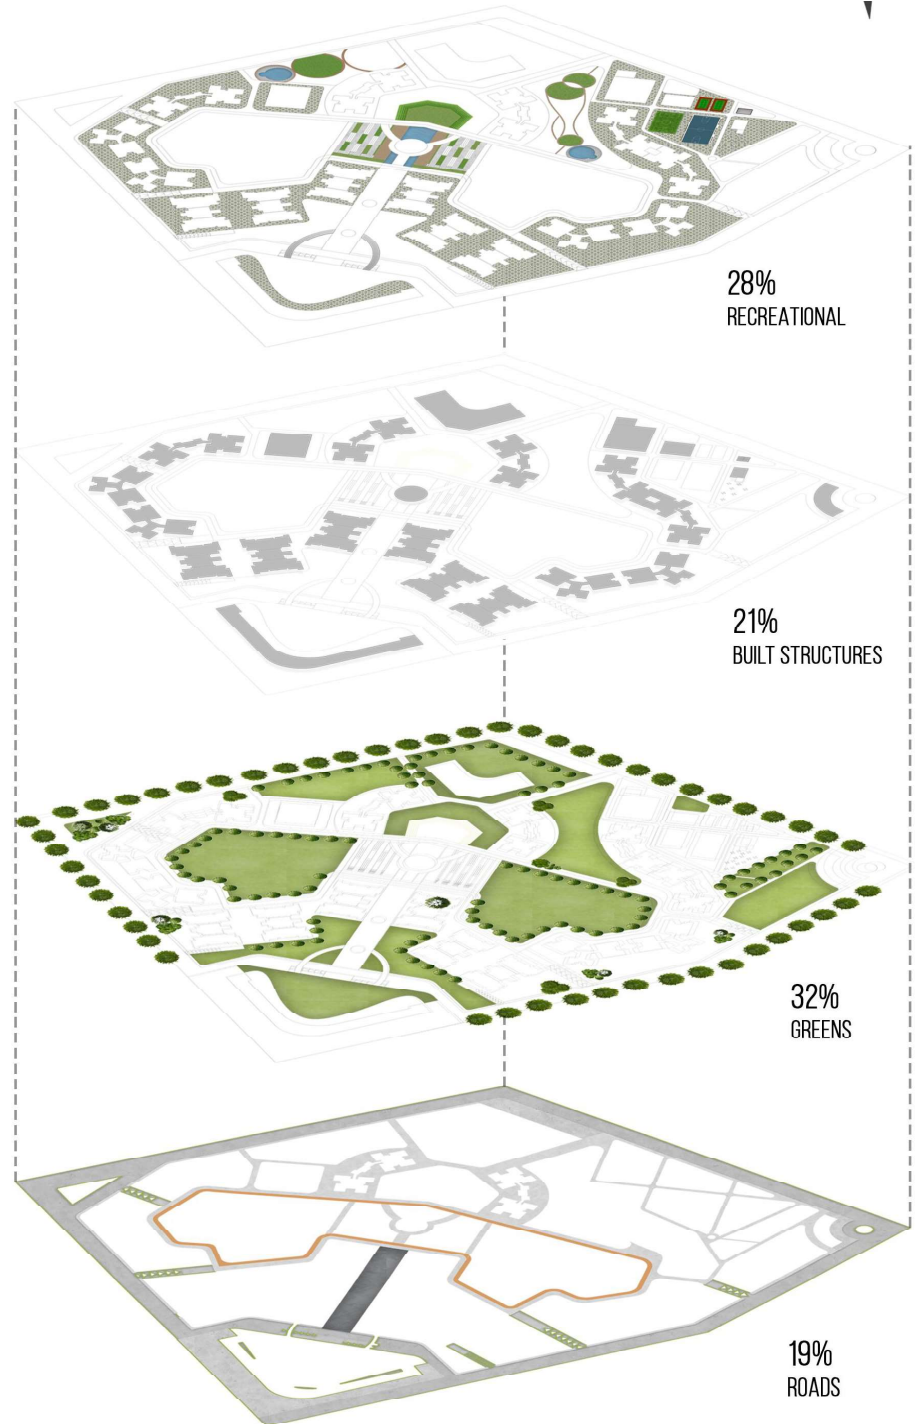 28%
RECREATIONAL
21%
BUILT STRUCTURES
32%
GREENS
19%
ROADS